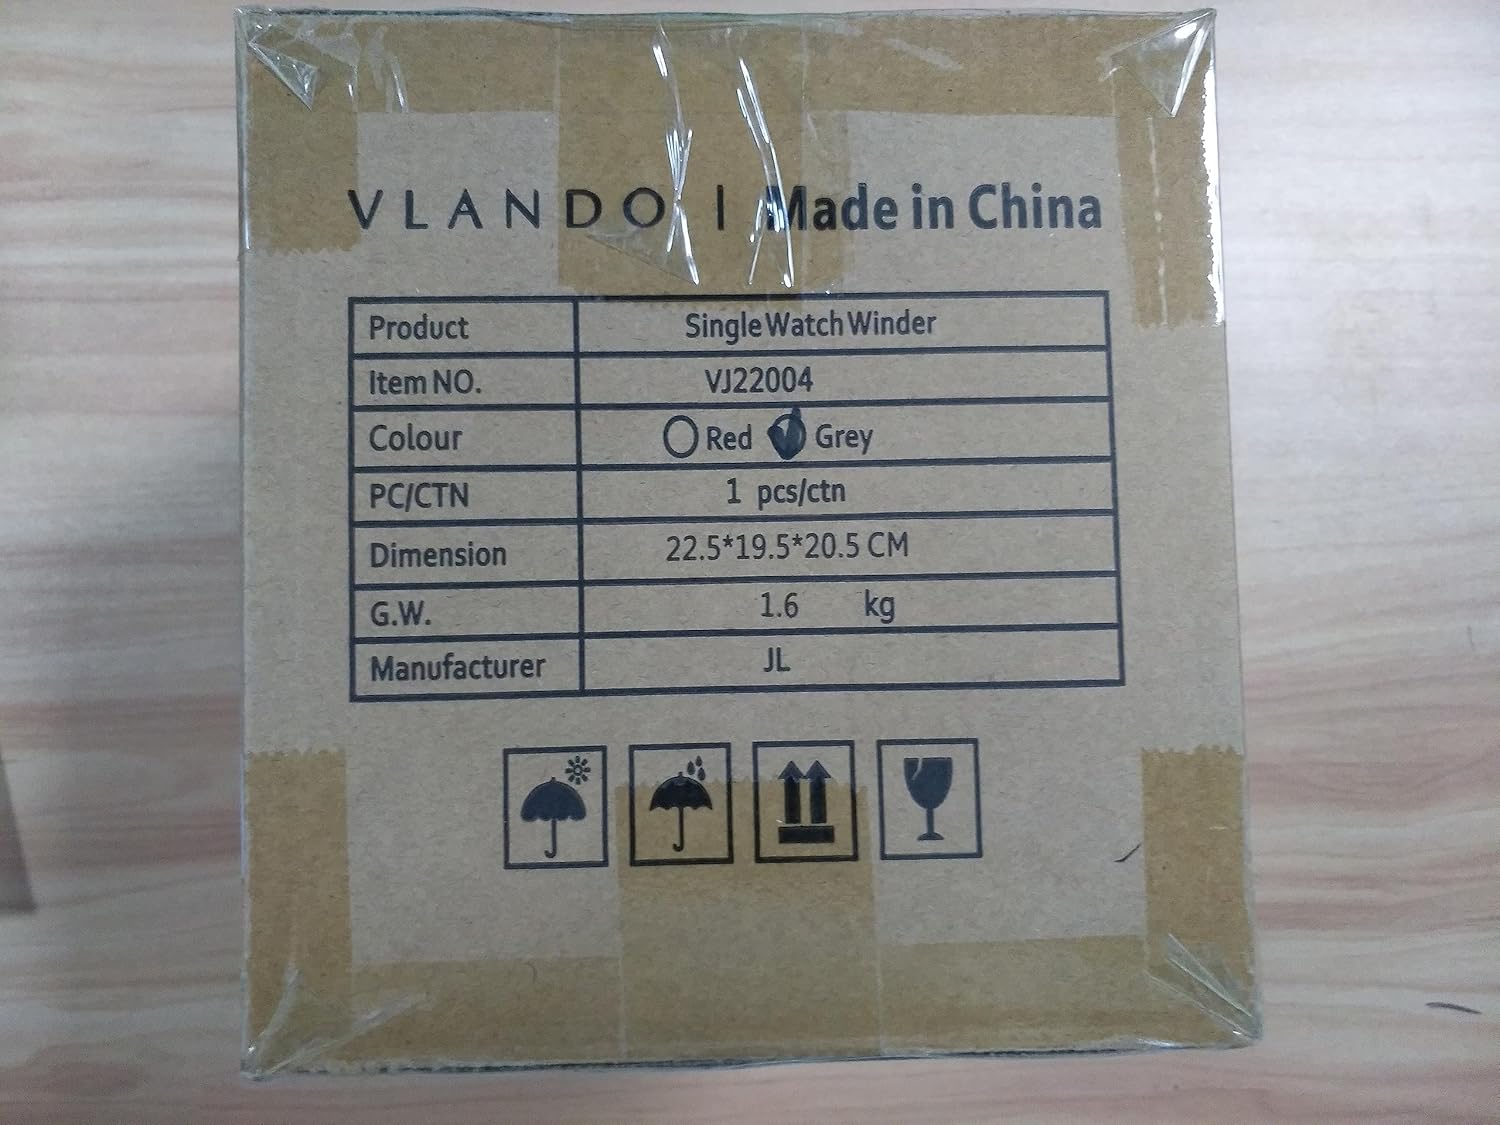 VLANDO | Made in China
Product Single Watch Winder
Item NO. VJ22004
Colour Red Grey
PC/CTN 1 pcs/ctn
Dimension 22.5*19.5*20.5 CM
G.W. 1.6 kg
Manufacturer JL